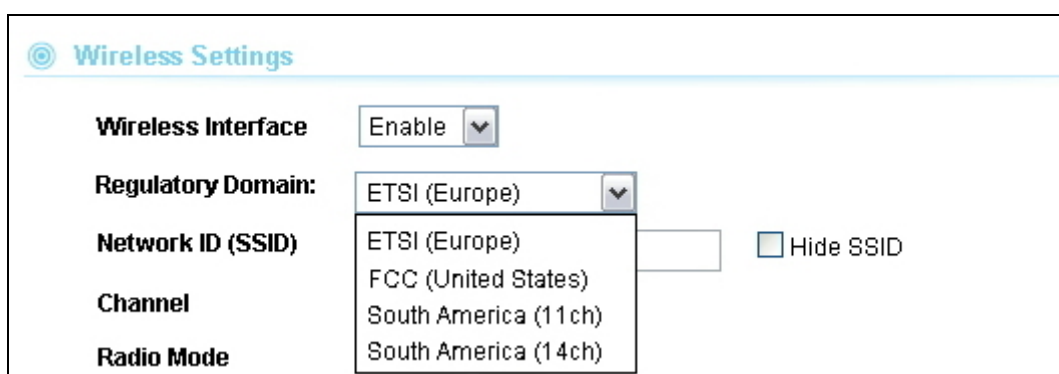 Wireless Settings
Wireless Interface Enable
Regulatory Domain: ETSI (Europe)
Network ID (SSID) ETSI (Europe) Hide SSID
FCC (United States)
Channel South America (11ch)
Radio Mode South America (14ch)